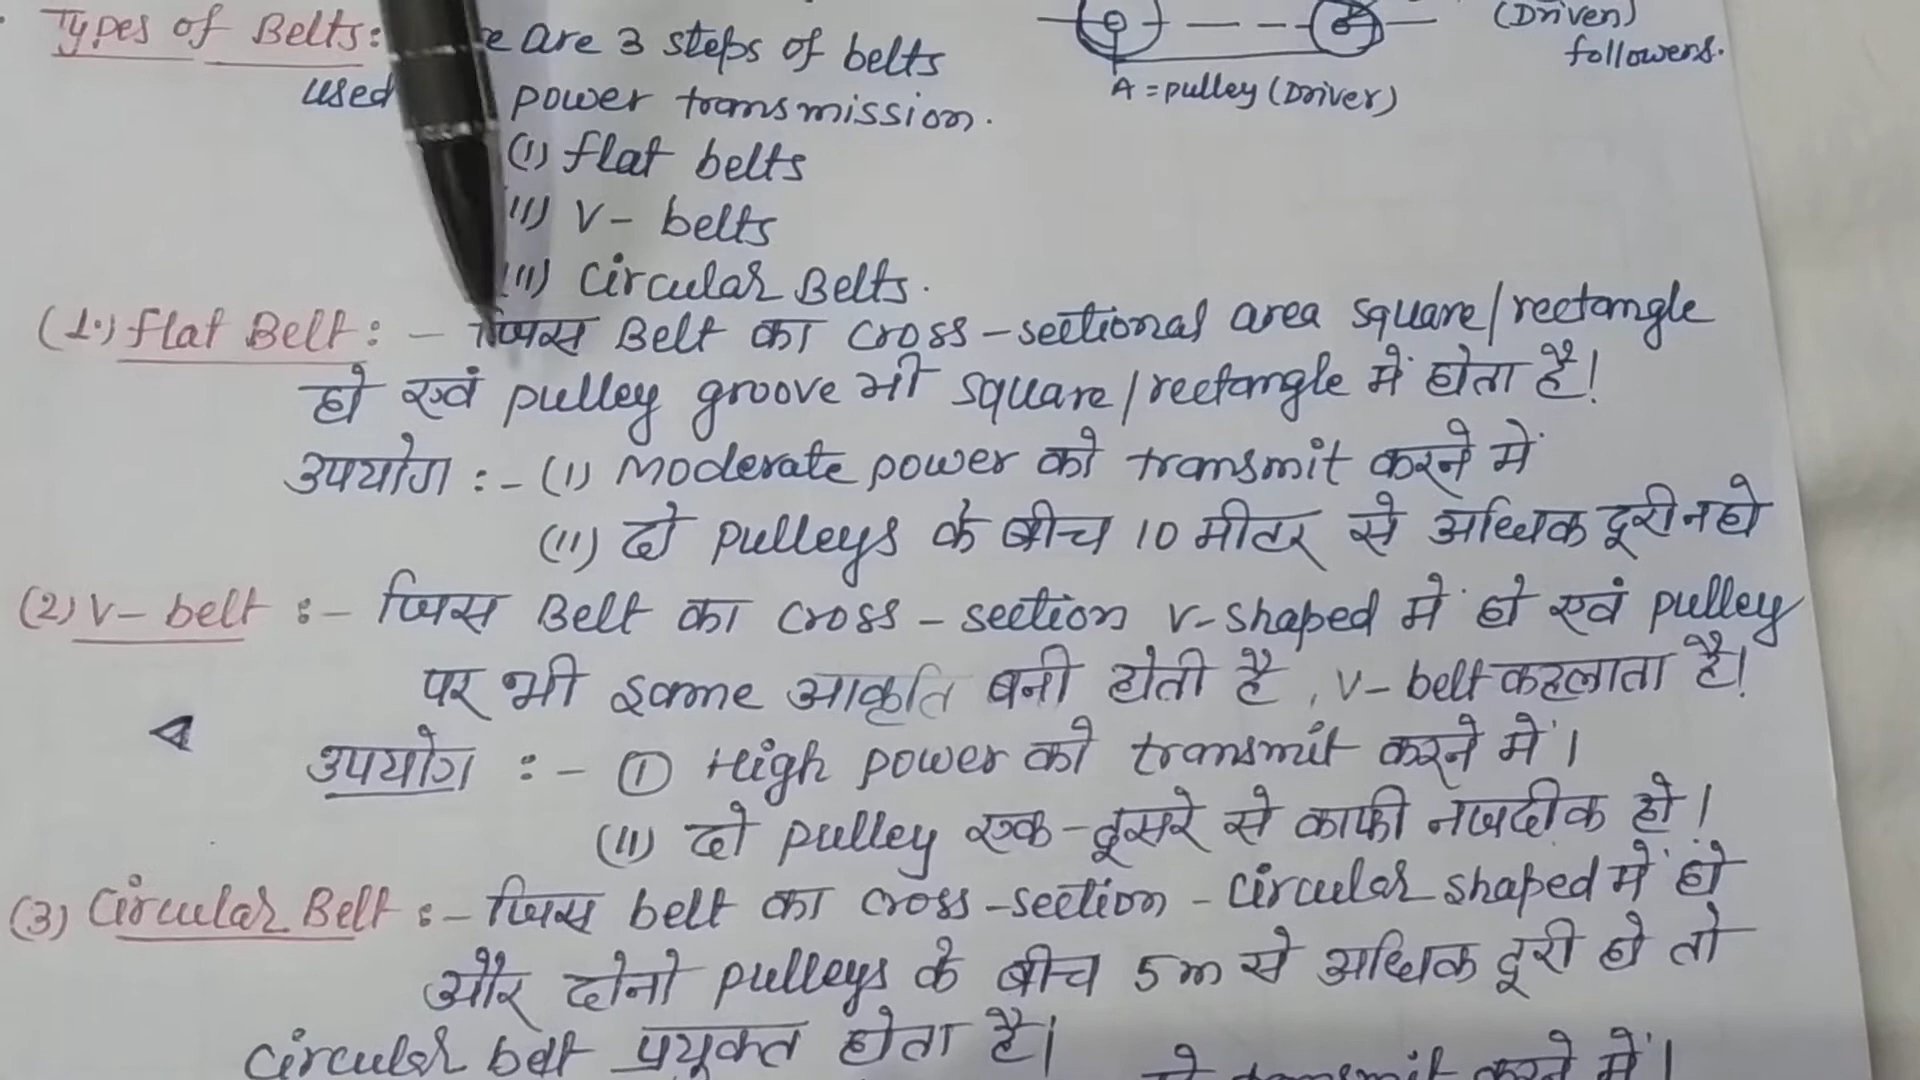 Types of Belts: e are 3 steps of belts
used power transmission.
(Driven)
followers.
A = pulley (Driver)
(I) flat belts
II) V- belts
II) Circular Belts.
(1.) flat Belt: - जिस Belt का cross-sectional area square/rectangle
हो एवं pulley groove भी square/rectangle में होता है!
उपयोग :- (I) Moderate power को transmit करने में
(II) दो pulleys के बीच 10 मीटर से अधिक दूरी न हो
(2) V- belt :- जिस Belt का cross-section V-shaped में हो एवं pulley
पर भी same आकृति बनी होती है, V-belt कहलाता है।
उपयोग :- (I) High power को transmit करने में।
(II) दो pulley एक-दूसरे से काफी नजदीक हो।
(3) Circular Belt :- जिस belt का cross-section - circular shaped में हो
और दोनो pulleys के बीच 5m से अधिक दूरी हो तो
circular belt प्रयुक्त होता है।
transmit करने में।